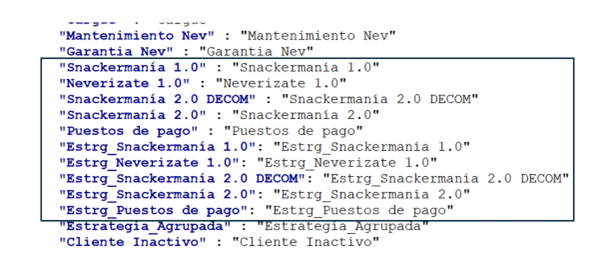 "Mantenimiento Nev" : "Mantenimiento Nev"
"Garantia Nev" : "Garantia Nev"
"Snackermanía 1.0" : "Snackermanía 1.0"
"Neverizate 1.0" : "Neverizate 1.0"
"Snackermanía 2.0 DECOM" : "Snackermanía 2.0 DECOM"
"Snackermanía 2.0" : "Snackermanía 2.0"
"Puestos de pago" : "Puestos de pago"
"Estrg_Snackermanía 1.0": "Estrg_Snackermanía 1.0"
"Estrg_Neverizate 1.0": "Estrg_Neverizate 1.0"
"Estrg_Snackermanía 2.0 DECOM": "Estrg_Snackermanía 2.0 DECOM"
"Estrg_Snackermanía 2.0": "Estrg_Snackermanía 2.0"
"Estrg_Puestos de pago": "Estrg_Puestos de pago"
"Estrategia_Agrupada" : "Estrategia_Agrupada"
"Cliente Inactivo" : "Cliente Inactivo"